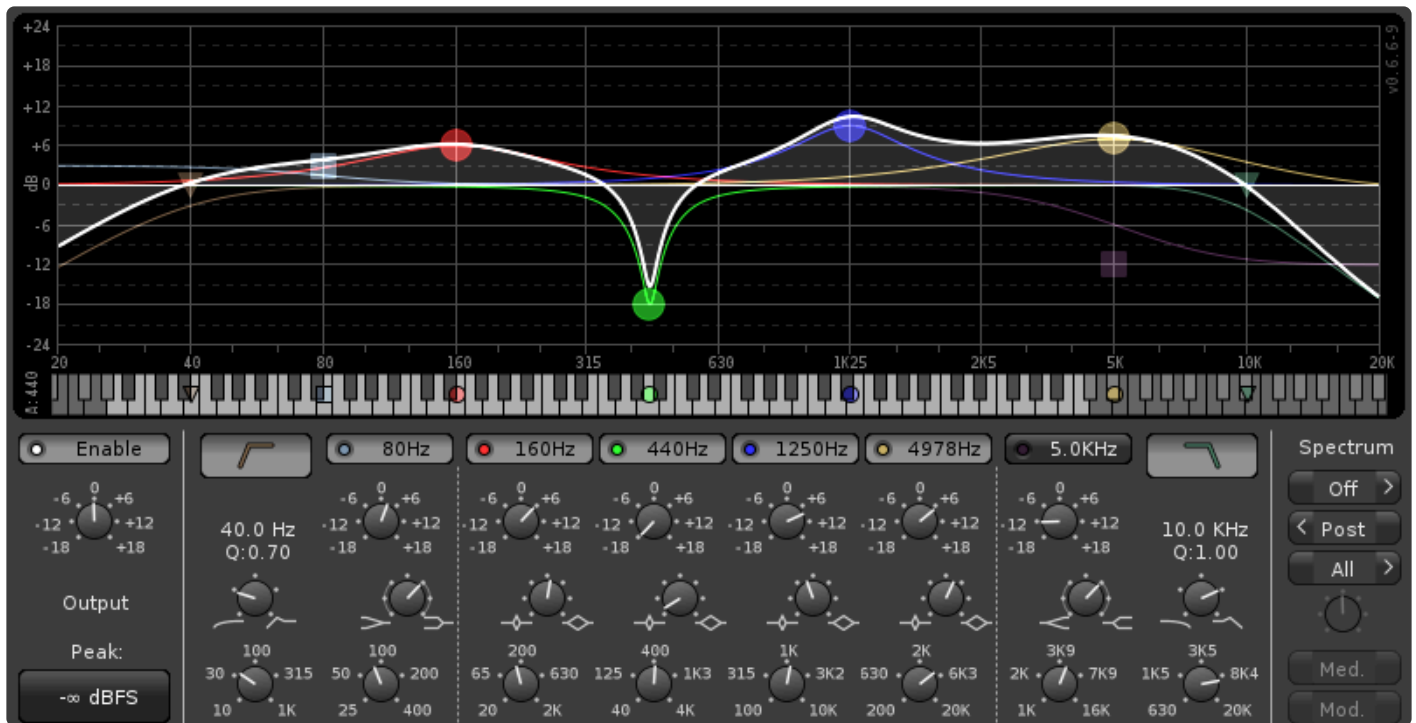 +24
+18
+12
+6
dB 0
-6
-12
-18
-24
v0.6.9-9
20 40 80 160 315 630 1K25 2K5 5K 10K 20K
A:440
Enable 80Hz 160Hz 440Hz 1250Hz 4978Hz 5.0KHz Spectrum
0 0 0 0 0 0 0
-6 +6 -6 +6 -6 +6 -6 +6 -6 +6 -6 +6 -6 +6
Off
-12 +12 -12 +12 -12 +12 -12 +12 -12 +12 -12 +12 -12 +12
40.0 Hz 10.0 KHz Post
-18 +18 -18 +18 -18 +18 -18 +18 -18 +18 -18 +18 -18 +18
Q:0.70 Q:1.00
All
Output
Peak: 100 100 200 400 1K 2K 3K9 3K5
30 315 50 200 65 630 125 1K3 315 3K2 630 6K3 2K 7K9 1K5 8K4 Med.
-∞ dBFS
10 1K 25 400 20 2K 40 4K 100 10K 200 20K 1K 16K 630 20K Mod.